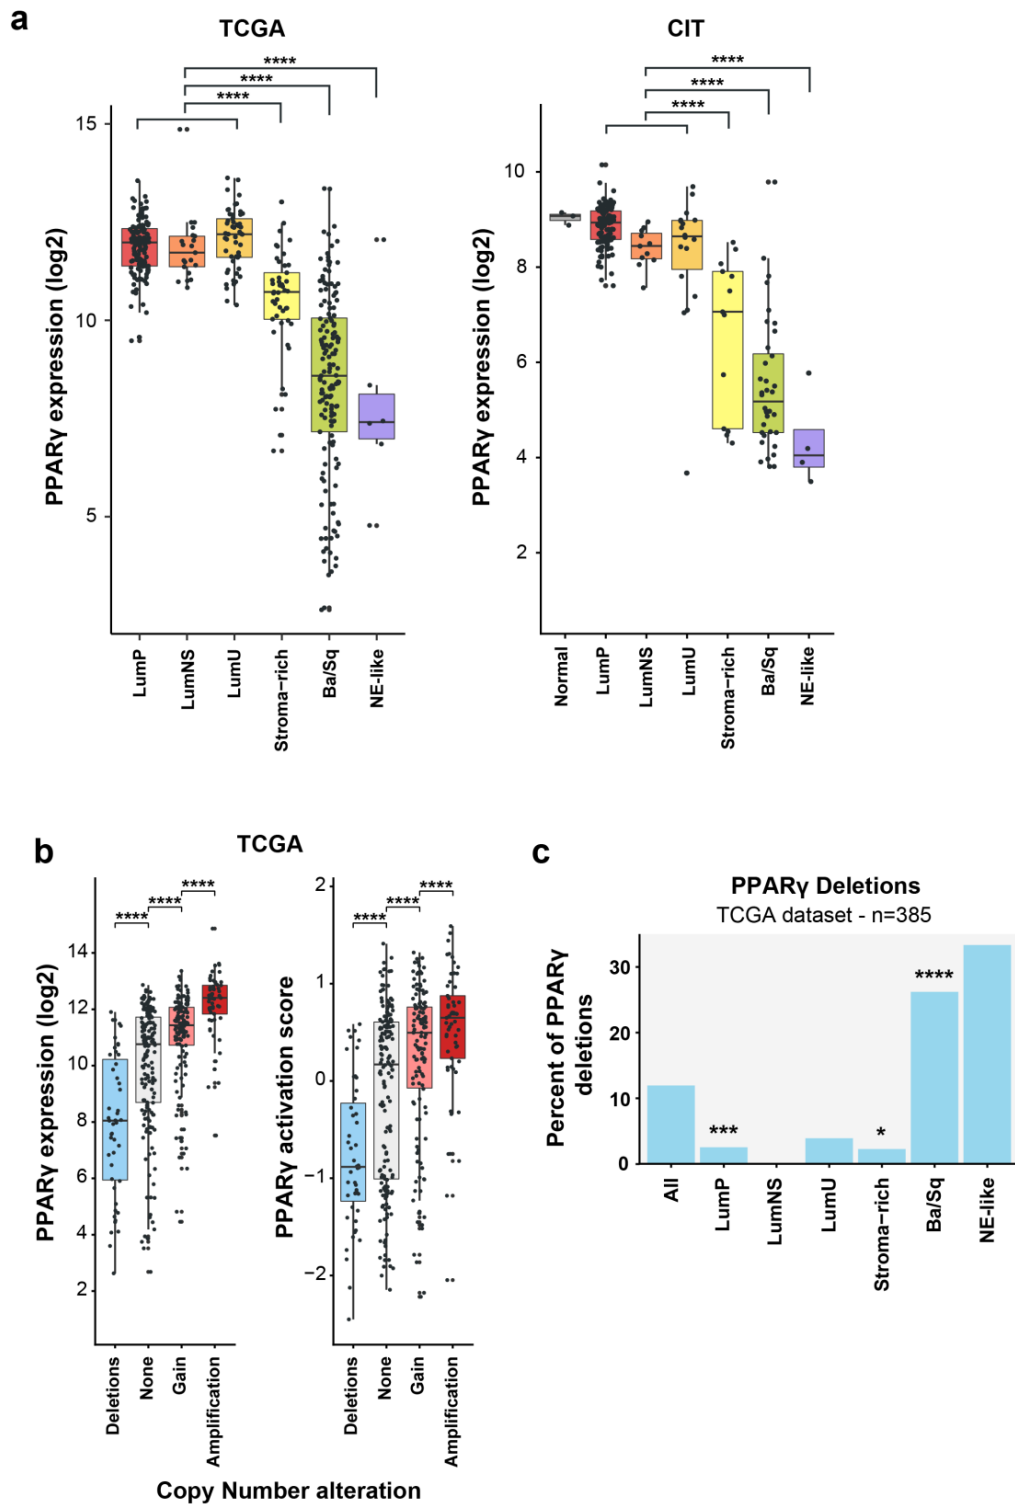 a
TCGA
CIT
****
****
****
****
****
****
PPARγ expression (log2)
15
10
5
LumP
LumNS
LumU
Stroma-rich
Ba/Sq
NE-like
PPARγ expression (log2)
10
8
6
4
2
Normal
LumP
LumNS
LumU
Stroma-rich
Ba/Sq
NE-like
b
TCGA
****
****
****
PPARγ expression (log2)
14
12
10
8
6
4
2
Deletions
None
Gain
Amplification
****
****
****
PPARγ activation score
2
1
0
−1
−2
Deletions
None
Gain
Amplification
Copy Number alteration
c
PPARγ Deletions
TCGA dataset - n=385
Percent of PPARγ
deletions
30
20
10
0
***
*
****
All
LumP
LumNS
LumU
Stroma-rich
Ba/Sq
NE-like